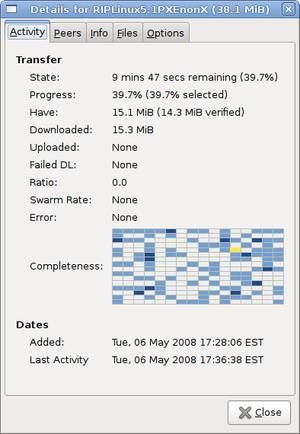 Details for RIPLinux5.1PXEnonX (38.1 MiB)
Activity Peers Info Files Options
Transfer
State: 9 mins 47 secs remaining (39.7%)
Progress: 39.7% (39.7% selected)
Have: 15.1 MiB (14.3 MiB verified)
Downloaded: 15.3 MiB
Uploaded: None
Failed DL: None
Ratio: 0.0
Swarm Rate: None
Error: None
Completeness:
Dates
Added: Tue, 06 May 2008 17:28:06 EST
Last Activity Tue, 06 May 2008 17:36:38 EST
Close